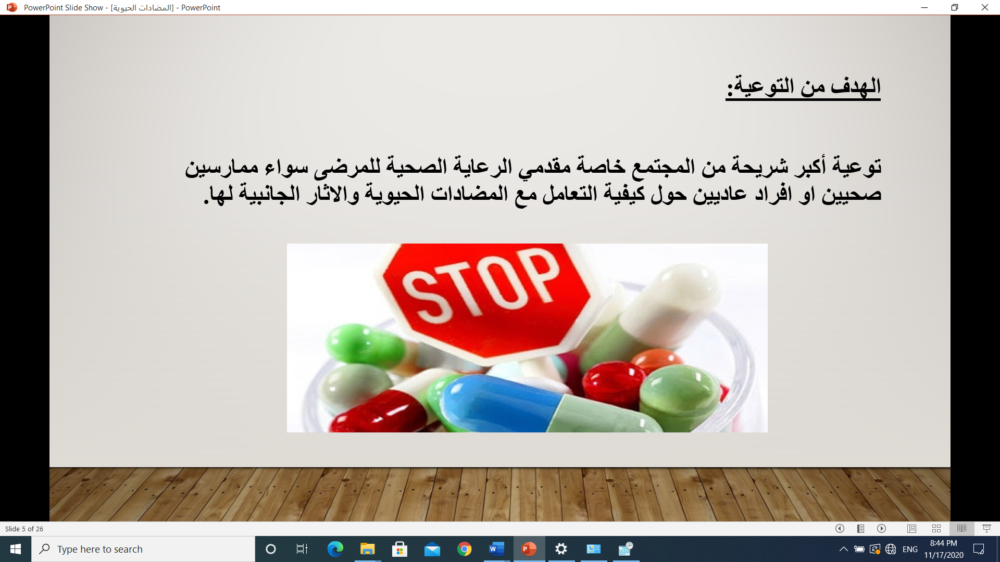 PowerPoint Slide Show - [المضادات الحيوية] - PowerPoint
الهدف من التوعية:
توعية أكبر شريحة من المجتمع خاصة مقدمي الرعاية الصحية للمرضى سواء ممارسين
صحيين او افراد عاديين حول كيفية التعامل مع المضادات الحيوية والاثار الجانبية لها.
STOP
Slide 5 of 26
Type here to search
ENG
8:44 PM
11/17/2020